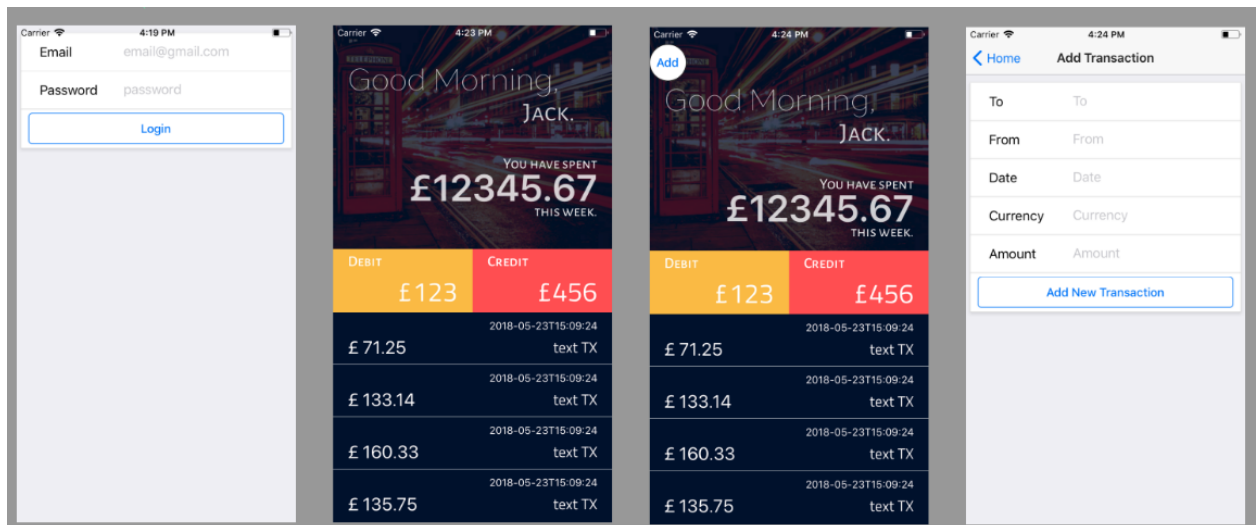 Carrier 4:19 PM
Email email@gmail.com
Password password
Login
Carrier 4:23 PM
TELEPHONE
Good Morning,
Jack.
You have spent
£12345.67
this week.
Debit Credit
£123 £456
2018-05-23T15:09:24
£ 71.25 text TX
2018-05-23T15:09:24
£ 133.14 text TX
2018-05-23T15:09:24
£ 160.33 text TX
2018-05-23T15:09:24
£ 135.75 text TX
Carrier 4:24 PM
Add
Good Morning,
Jack.
You have spent
£12345.67
this week.
Debit Credit
£123 £456
2018-05-23T15:09:24
£ 71.25 text TX
2018-05-23T15:09:24
£ 133.14 text TX
2018-05-23T15:09:24
£ 160.33 text TX
2018-05-23T15:09:24
£ 135.75 text TX
Carrier 4:24 PM
Home Add Transaction
To To
From From
Date Date
Currency Currency
Amount Amount
Add New Transaction